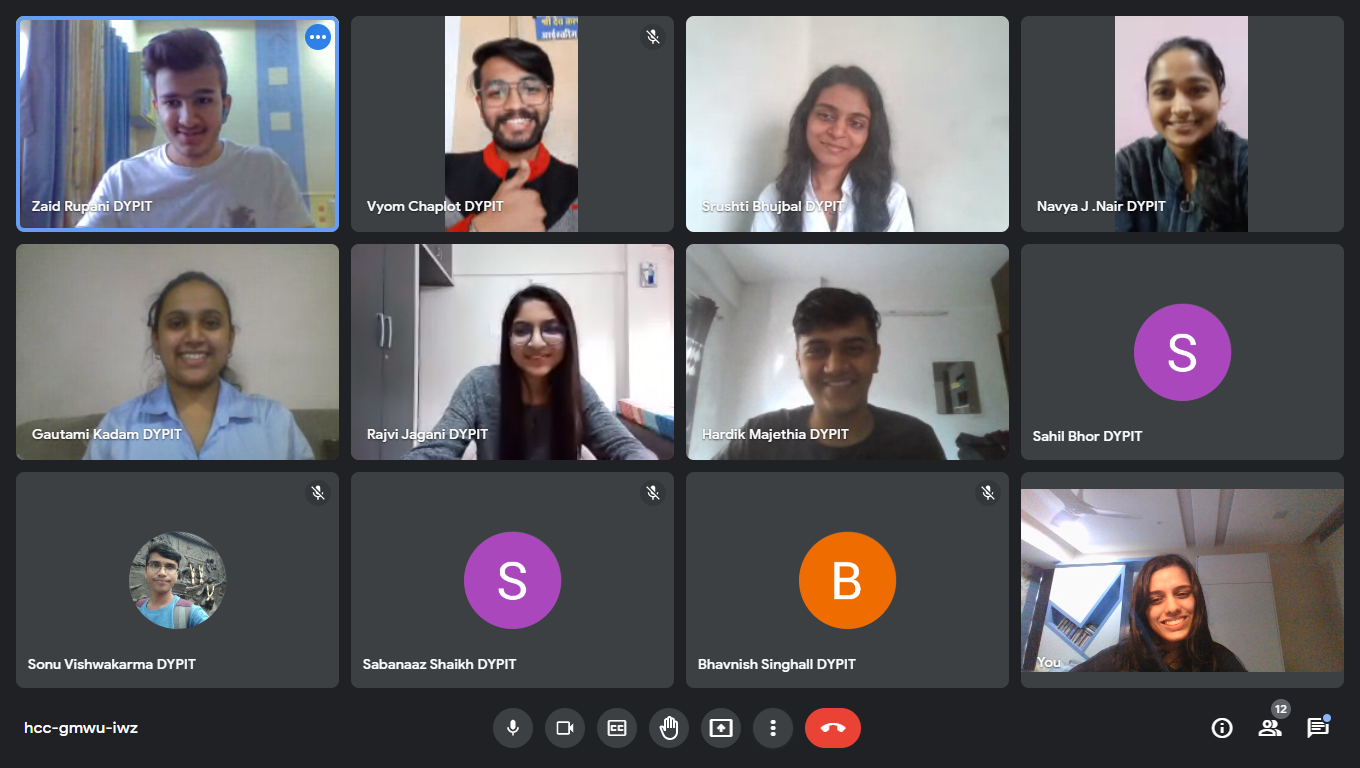 Zaid Rupani DYPIT
Vyom Chaplot DYPIT
Srushti Bhujbal DYPIT
Navya J .Nair DYPIT
Gautami Kadam DYPIT
Rajvi Jagani DYPIT
Hardik Majethia DYPIT
S
Sahil Bhor DYPIT
Sonu Vishwakarma DYPIT
S
Sabanaaz Shaikh DYPIT
B
Bhavnish Singhall DYPIT
You
hcc-gmwu-iwz
CC
12